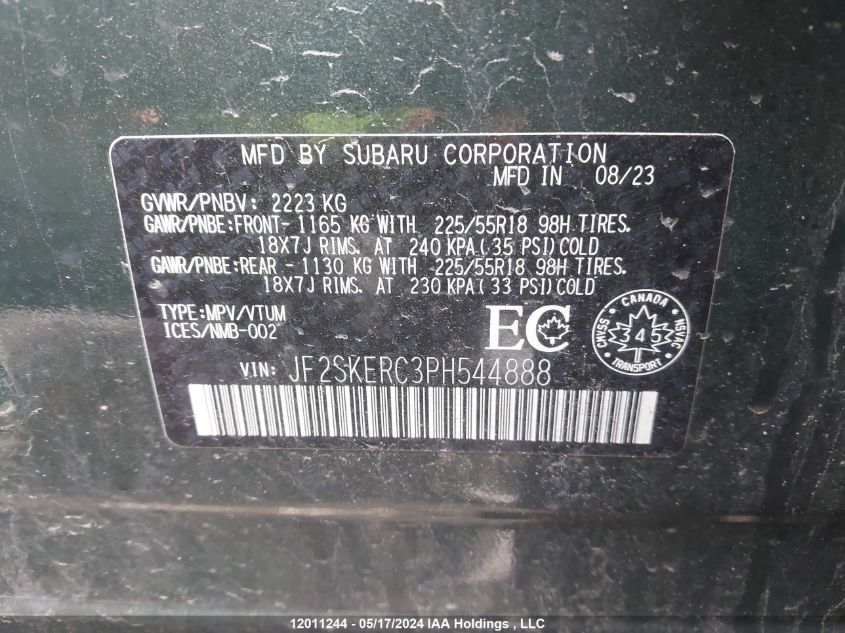 MFD BY SUBARU CORPORATION
MFD IN 08/23
GVWR/PNBV: 2223 KG
GAWR/PNBE:FRONT- 1165 KG WITH 225/55R18 98H TIRES.
18X7J RIMS. AT 240 KPA(35 PSI)COLD
GAWR/PNBE:REAR - 1130 KG WITH 225/55R18 98H TIRES.
18X7J RIMS. AT 230 KPA(33 PSI)COLD
TYPE:MPV/VTUM
ICES/NMB-002
EC
CANADA
CMVSS 345 NSVAC
VIN: JF2SKERC3PH544888
12011244 - 05/17/2024 IAA Holdings , LLC